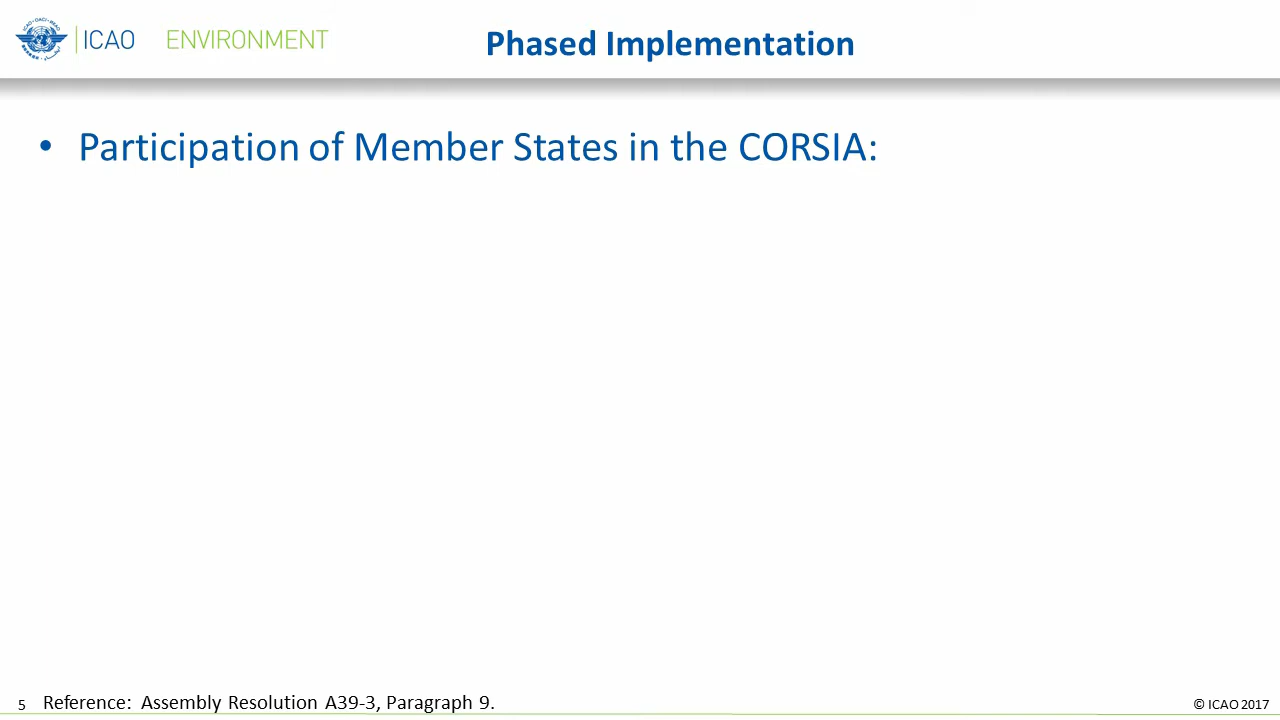 ICAO ENVIRONMENT
Phased Implementation
• Participation of Member States in the CORSIA:
5 Reference: Assembly Resolution A39-3, Paragraph 9.
© ICAO 2017